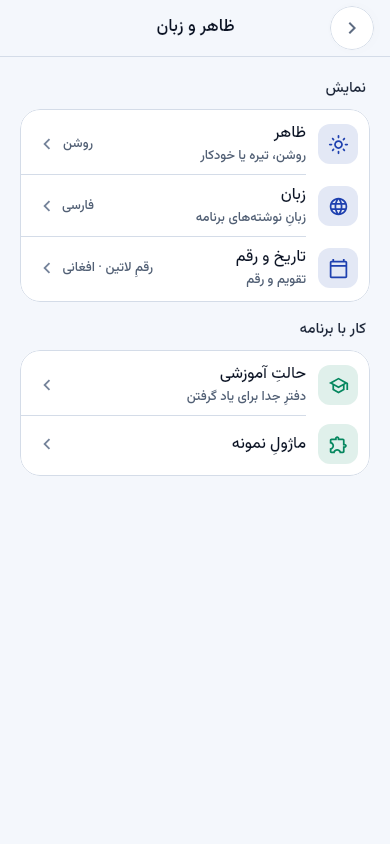 ظاهر و زبان
نمایش
ظاهر
روشن، تیره یا خودکار
روشن
زبان
زبانِ نوشته‌های برنامه
فارسی
تاریخ و رقم
تقویم و رقم
رقمِ لاتین · افغانی
کار با برنامه
حالتِ آموزشی
دفترِ جدا برای یاد گرفتن
ماژولِ نمونه